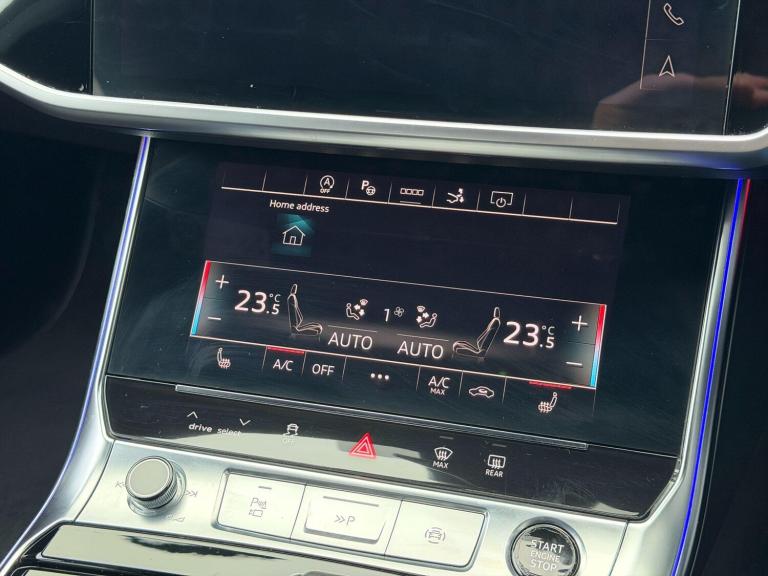 A
OFF
P
Home address
+ 23.5 °C
1
23.5 °C +
−
AUTO AUTO
−
A/C OFF ••• A/C MAX
drive select
OFF
MAX
REAR
P
>>P
START
ENGINE
STOP